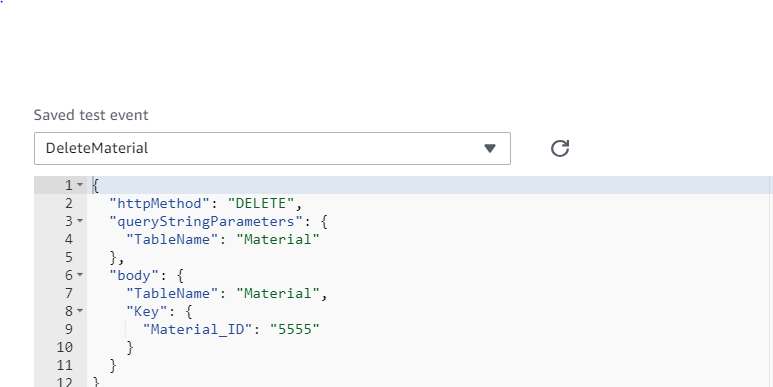 Saved test event
DeleteMaterial
1 {
2 "httpMethod": "DELETE",
3 "queryStringParameters": {
4 "TableName": "Material"
5 },
6 "body": {
7 "TableName": "Material",
8 "Key": {
9 "Material_ID": "5555"
10 }
11 }
12 }